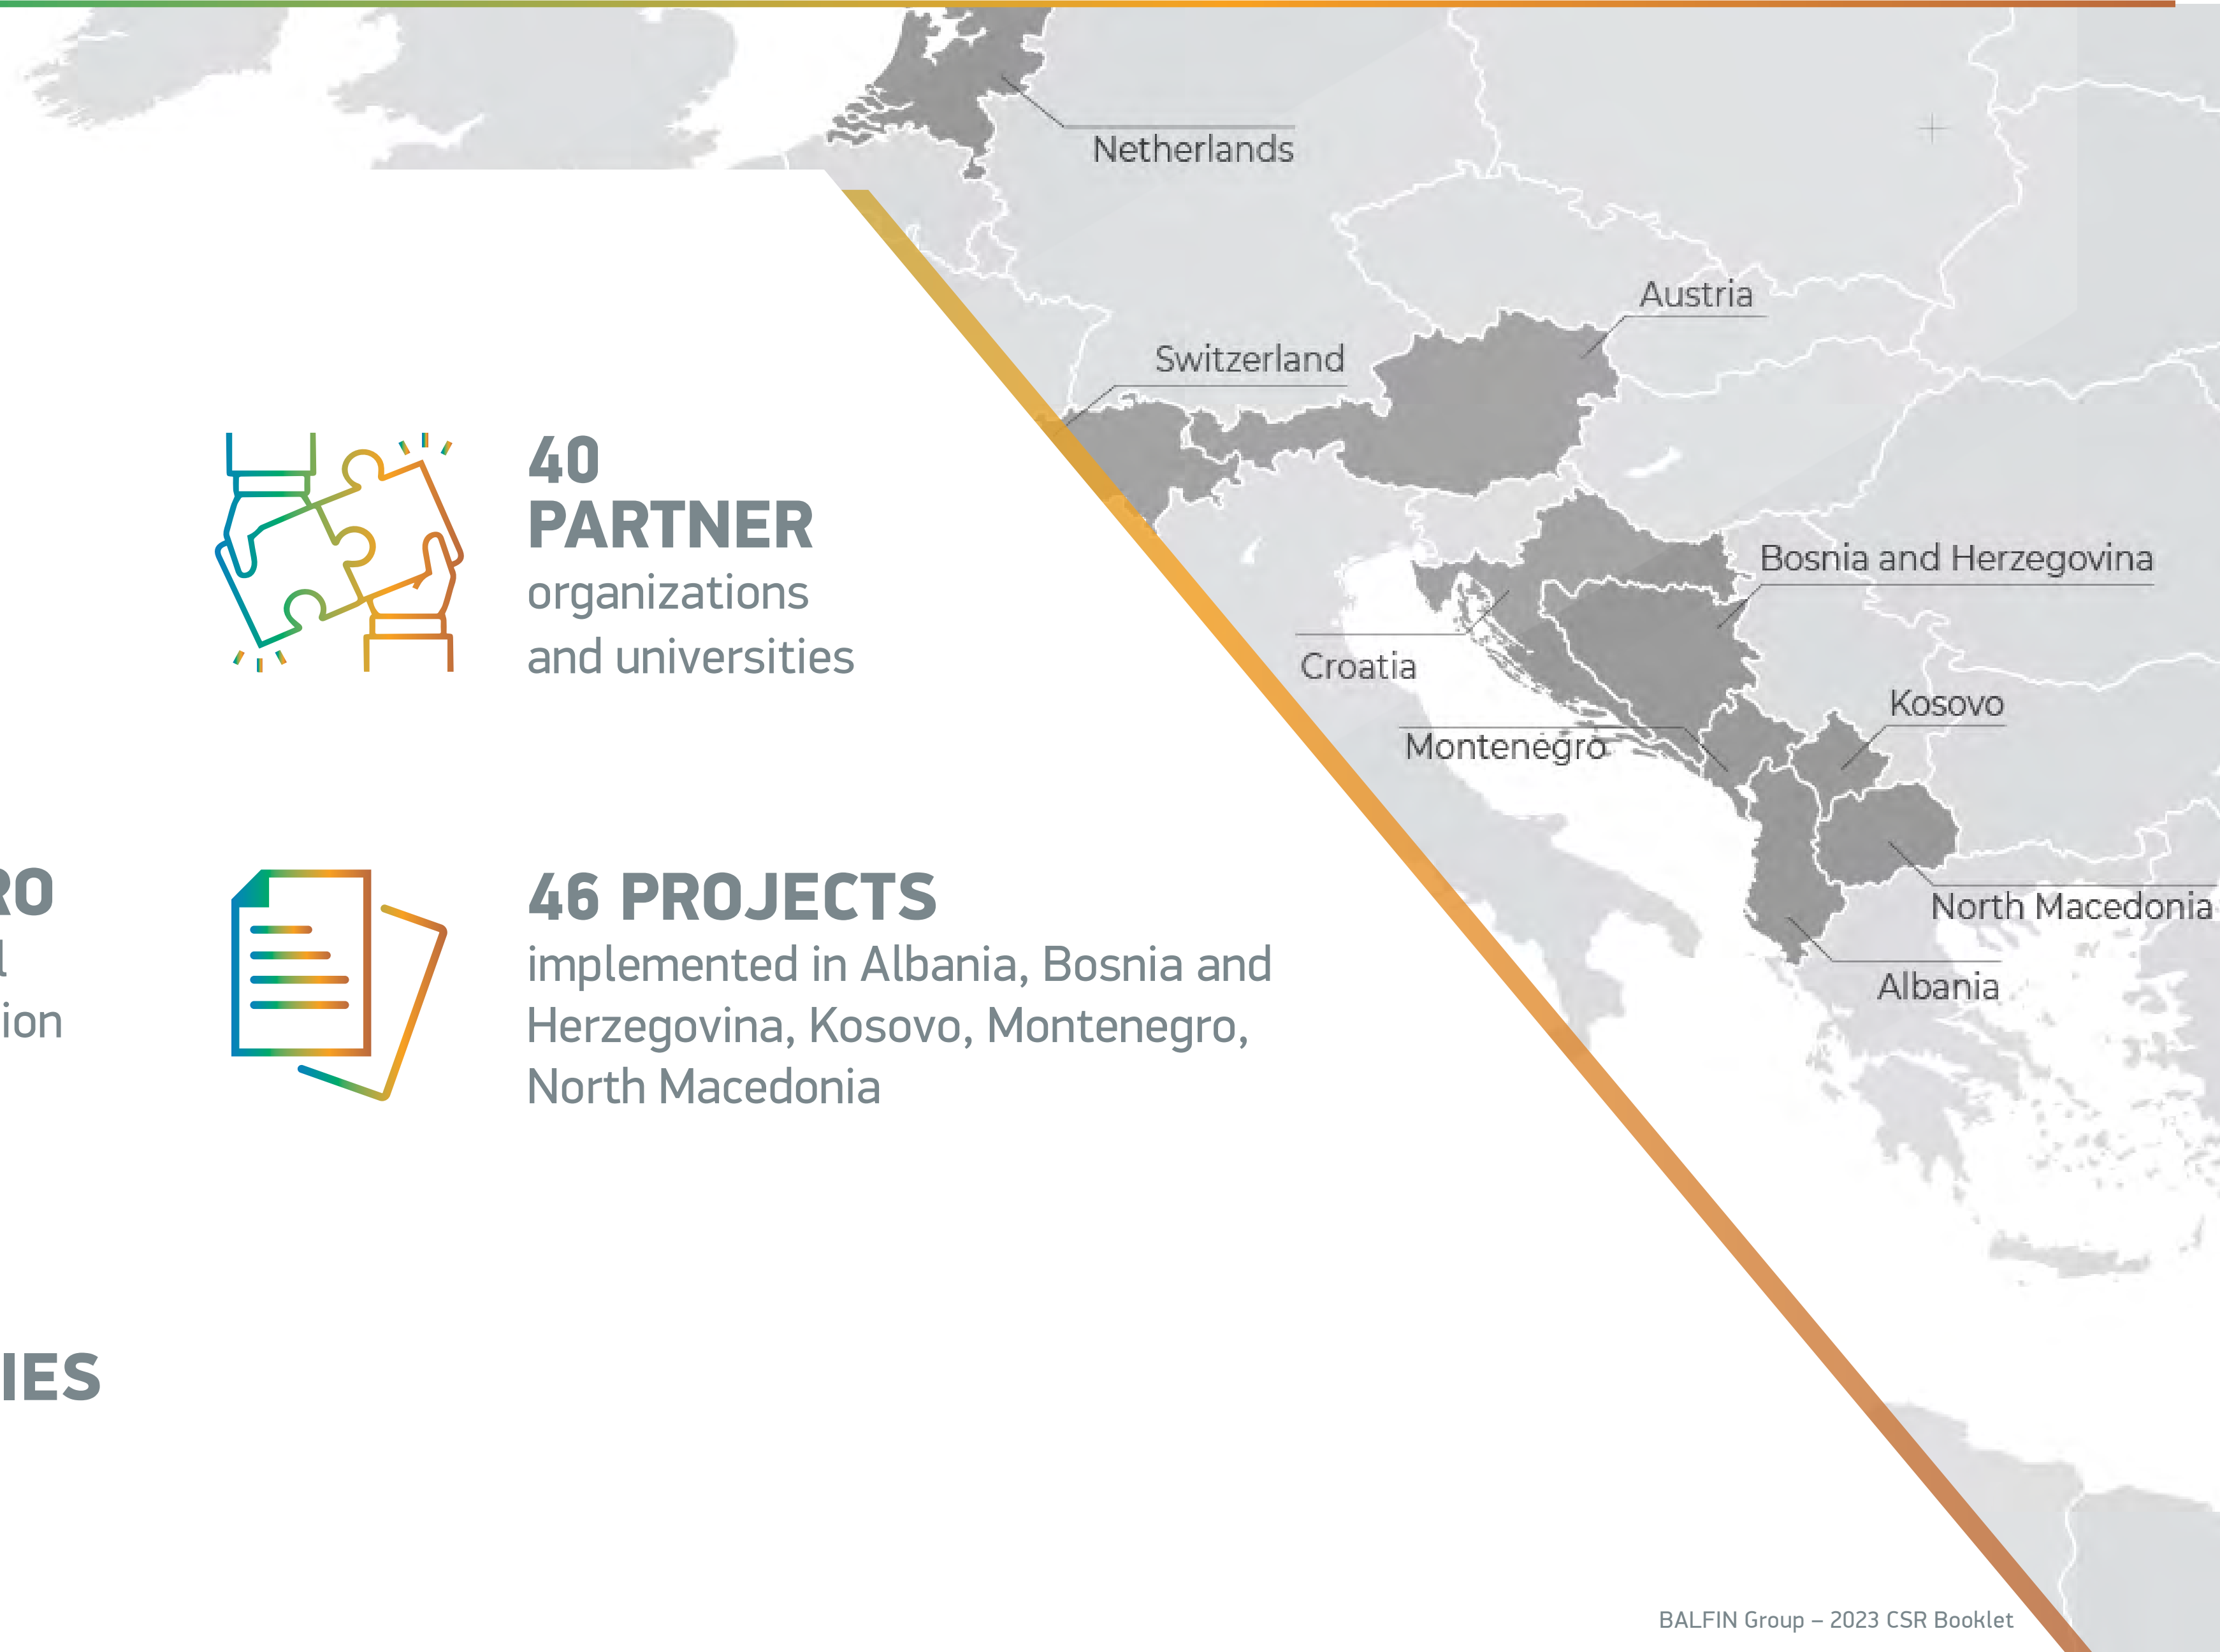 Netherlands
Austria
Switzerland
40
PARTNER
organizations
and universities
Bosnia and Herzegovina
Croatia
Kosovo
Montenegro
46 PROJECTS
implemented in Albania, Bosnia and
Herzegovina, Kosovo, Montenegro,
North Macedonia
North Macedonia
Albania
RO
l
ion
IES
BALFIN Group – 2023 CSR Booklet